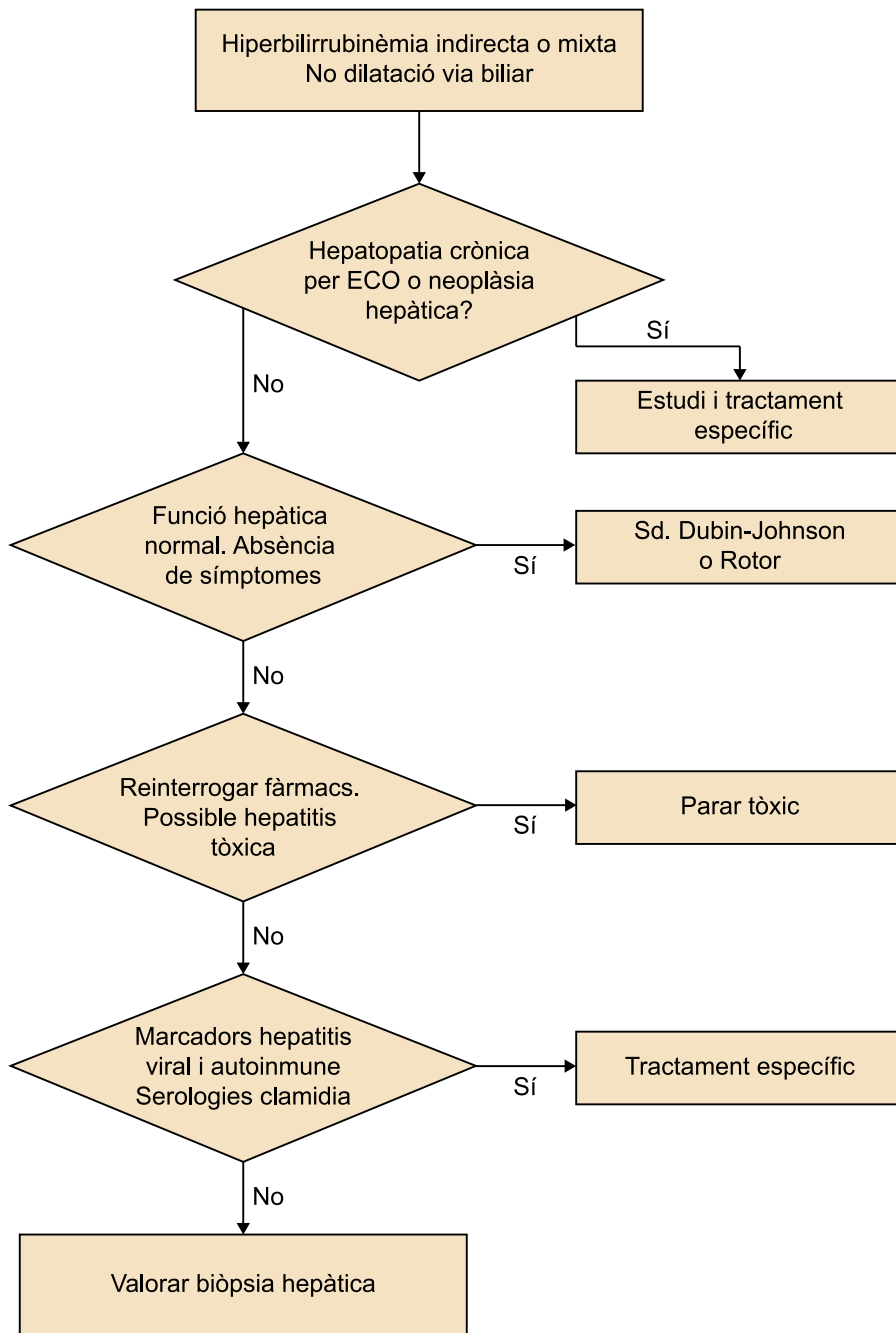 Hiperbilirrubinèmia indirecta o mixta
No dilatació via biliar
Hepatopatia crònica
per ECO o neoplàsia
hepàtica?
Sí
No
Estudi i tractament
específic
Funció hepàtica
normal. Absència
de símptomes
Sí
Sd. Dubin-Johnson
o Rotor
No
Reinterrogar fàrmacs.
Possible hepatitis
tòxica
Sí
Parar tòxic
No
Marcadors hepatitis
viral i autoinmune
Serologies clamidia
Sí
Tractament específic
No
Valorar biòpsia hepàtica